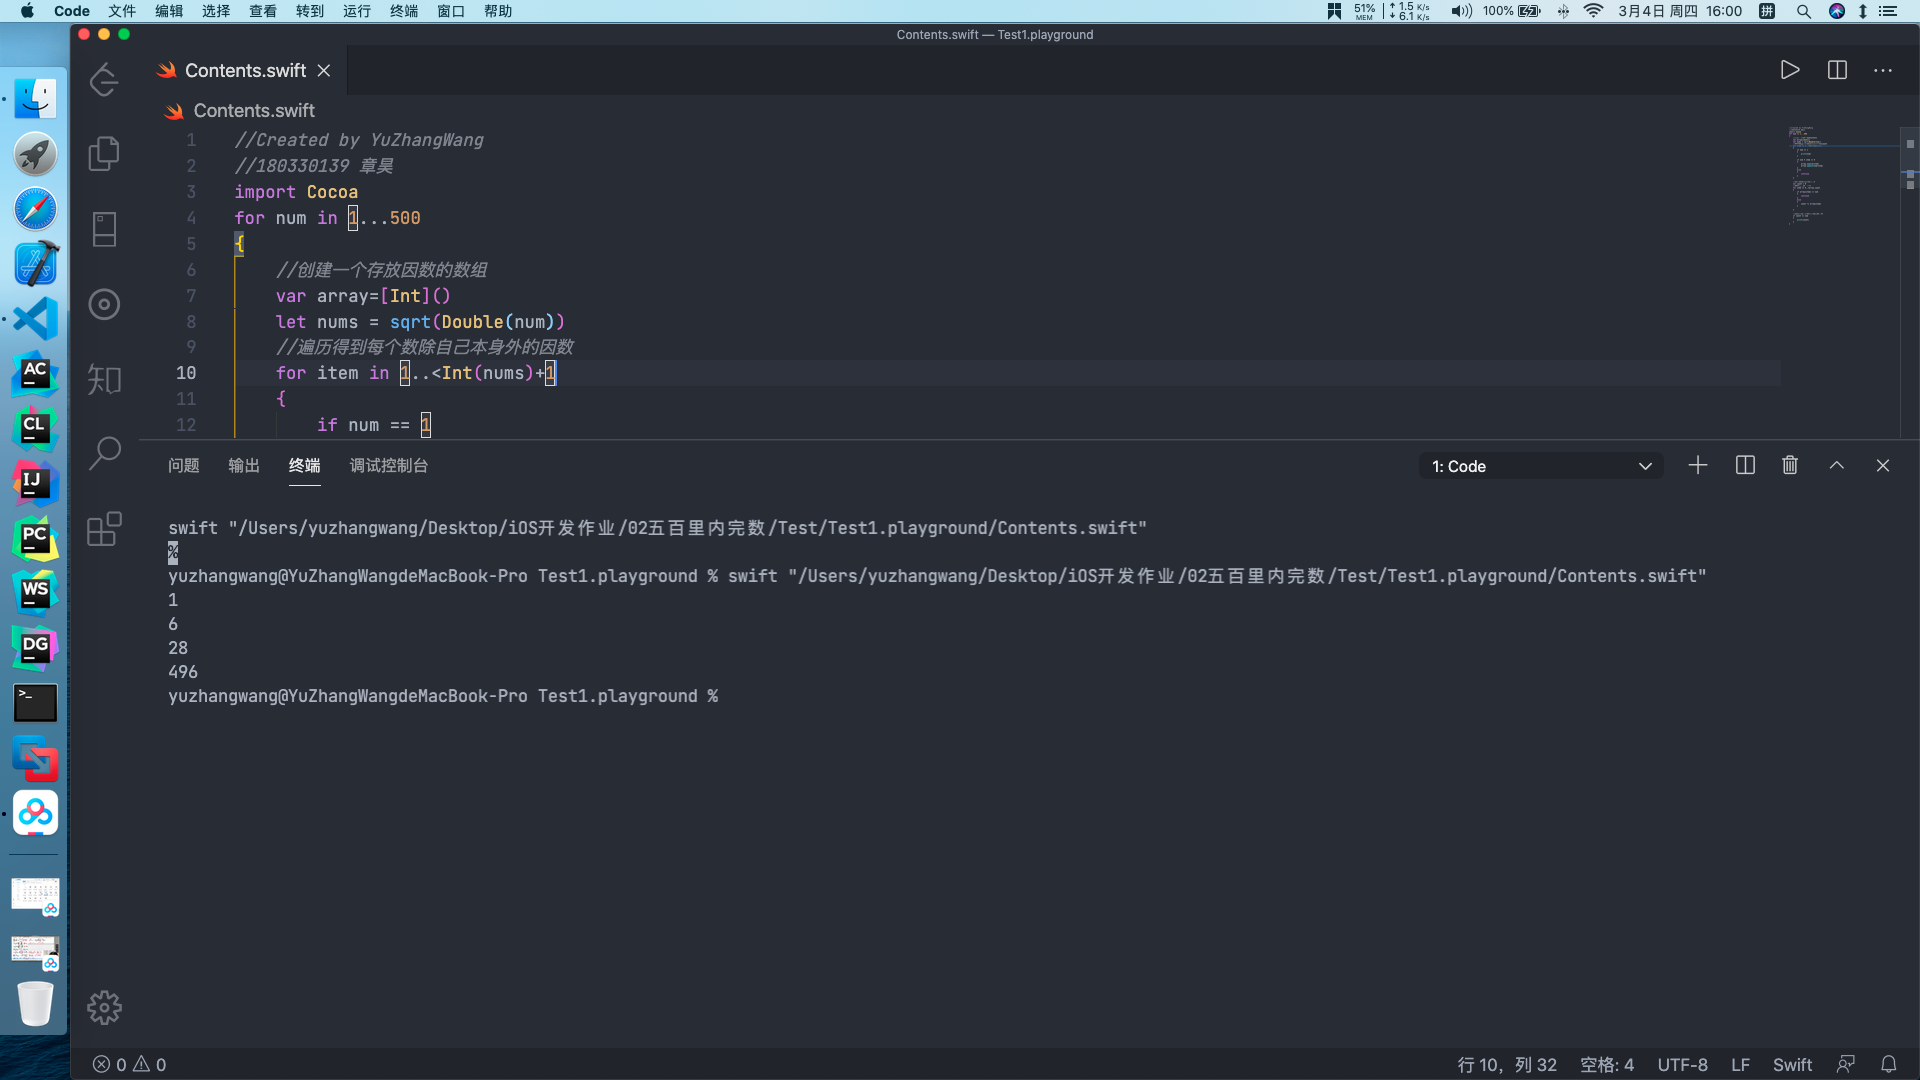 Code 文件 编辑 选择 查看 转到 运行 终端 窗口 帮助 51% MEM 1.5 K/s 6.1 K/s 100% 3月4日 周四 16:00 拼
Contents.swift — Test1.playground
Contents.swift
Contents.swift
1 //Created by YuZhangWang
2 //180330139 章昊
3 import Cocoa
4 for num in 1...500
5 {
6 //创建一个存放因数的数组
7 var array=[Int]()
8 let nums = sqrt(Double(num))
9 //遍历得到每个数除自己本身外的因数
10 for item in 1..<Int(nums)+1
11 {
12 if num == 1
知
问题 输出 终端 调试控制台 1: Code
swift "/Users/yuzhangwang/Desktop/iOS开发作业/02五百里内完数/Test/Test1.playground/Contents.swift"
%
yuzhangwang@YuZhangWangdeMacBook-Pro Test1.playground % swift "/Users/yuzhangwang/Desktop/iOS开发作业/02五百里内完数/Test/Test1.playground/Contents.swift"
1
6
28
496
yuzhangwang@YuZhangWangdeMacBook-Pro Test1.playground %
AC
CL
IJ
PC
WS
DG
>_
0 0 行 10，列 32 空格: 4 UTF-8 LF Swift